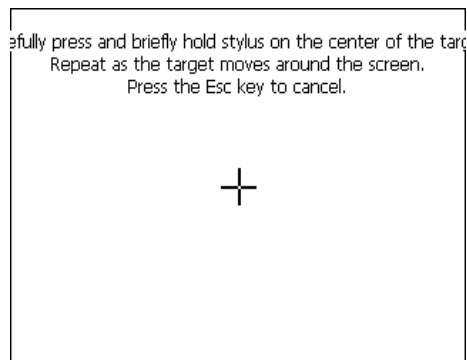 efully press and briefly hold stylus on the center of the targ
Repeat as the target moves around the screen.
Press the Esc key to cancel.